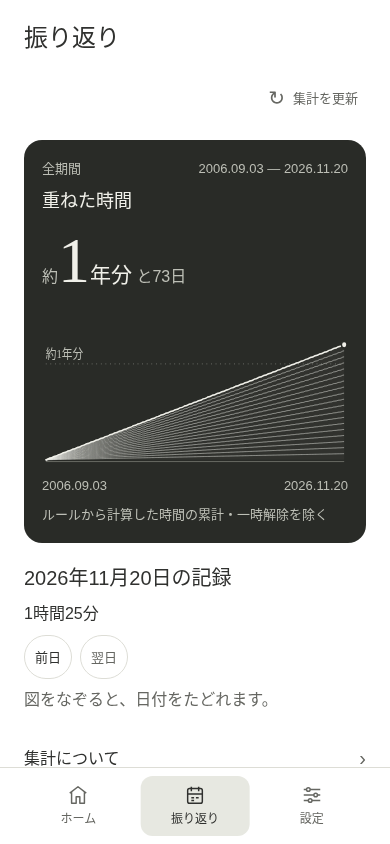 振り返り
↻ 集計を更新
全期間 2006.09.03 — 2026.11.20
重ねた時間
約1年分 と73日
約1年分
2006.09.03 2026.11.20
ルールから計算した時間の累計・一時解除を除く
2026年11月20日の記録
1時間25分
前日 翌日
図をなぞると、日付をたどれます。
集計について ›
ホーム 振り返り 設定